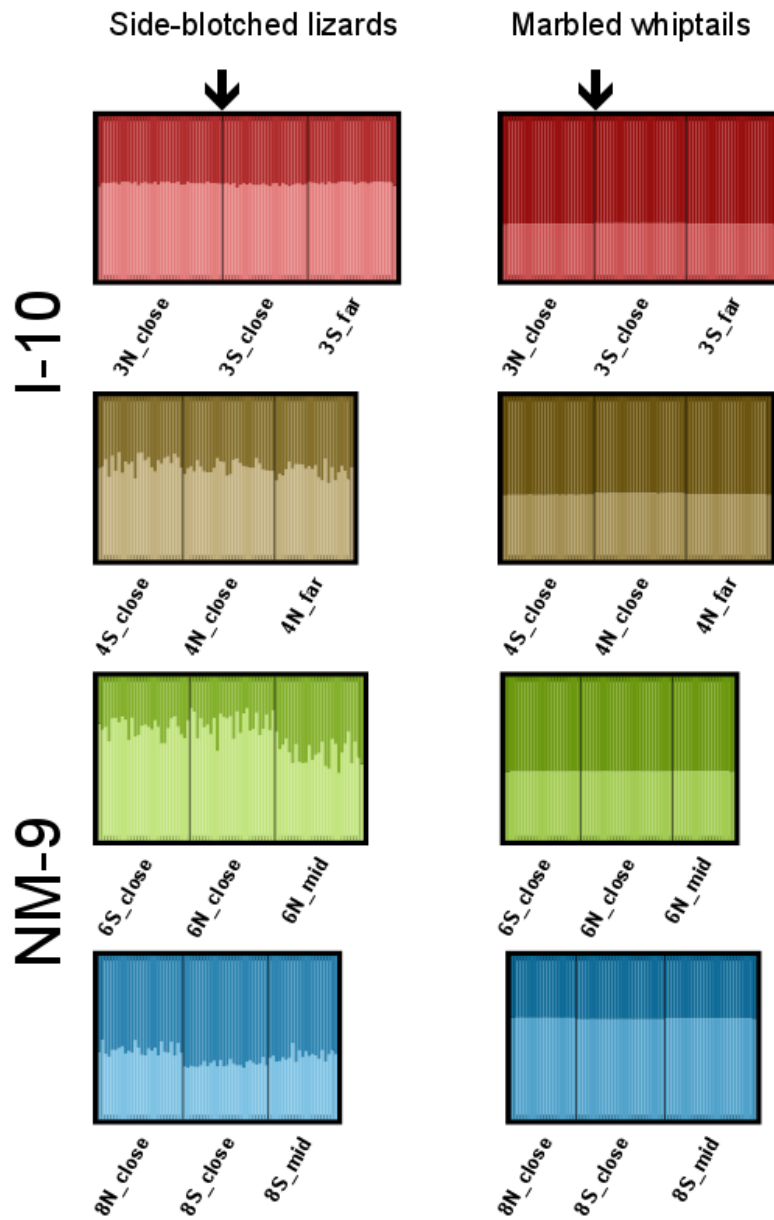 Side-blotched lizards
Marbled whiptails
I-10
3N_close
3S_close
3S_far
3N_close
3S_close
3S_far
4S_close
4N_close
4N_far
4S_close
4N_close
4N_far
NM-9
6S_close
6N_close
6N_mid
6S_close
6N_close
6N_mid
8N_close
8S_close
8S_mid
8N_close
8S_close
8S_mid